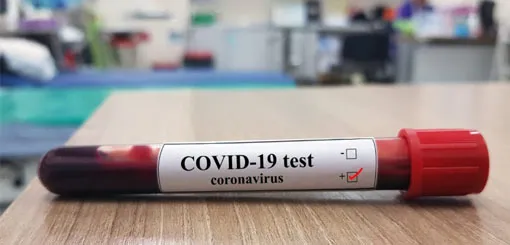 COVID-19 test
coronavirus
- ☐
+ ☑